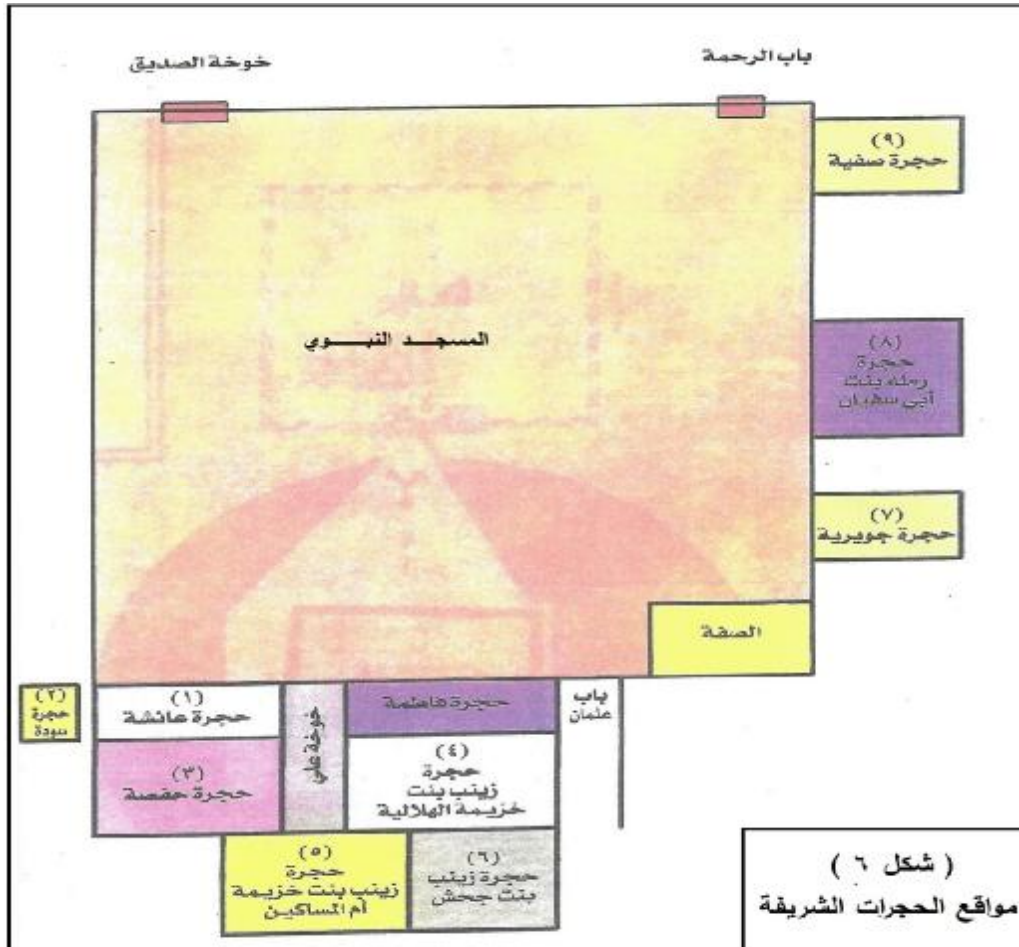 باب الرحمة
خوخة الصديق
(٩)
حجرة صفية
المسجد النبوي
(٨)
حجرة
رمله بنت
أبي سفيان
(٧)
حجرة جويرية
الصفة
باب
عثمان
حجرة فاطمة
خوخة علي
(١)
حجرة عائشة
(٢)
حجرة
سودة
(٤)
حجرة
زينب بنت
خزيمة الهلالية
(٣)
حجرة حفصة
(٦)
حجرة زينب
بنت جحش
(٥)
حجرة
زينب بنت خزيمة
أم المساكين
( شكل ٦ )
مواقع الحجرات الشريفة